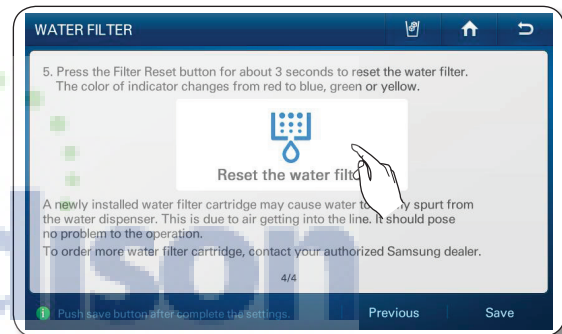 WATER FILTER
5. Press the Filter Reset button for about 3 seconds to reset the water filter.
The color of indicator changes from red to blue, green or yellow.
Reset the water filt
A newly installed water filter cartridge may cause water to y spurt from
the water dispenser. This is due to air getting into the line. It should pose
no problem to the operation.
To order more water filter cartridge, contact your authorized Samsung dealer.
4/4
Push save button after complete the settings.
Previous
Save